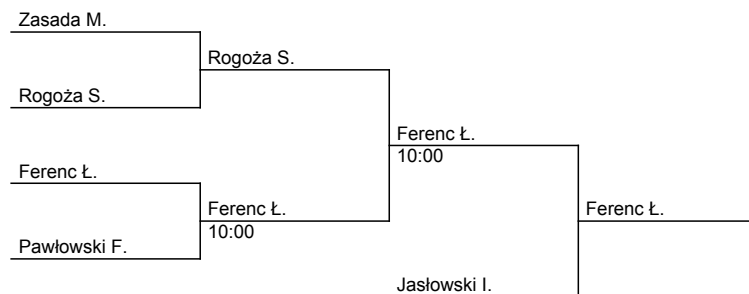 Zasada M.
Rogoża S.
Rogoża S.
Ferenc Ł.
10:00
Ferenc Ł.
Ferenc Ł.
10:00
Ferenc Ł.
Pawłowski F.
Jasłowski I.